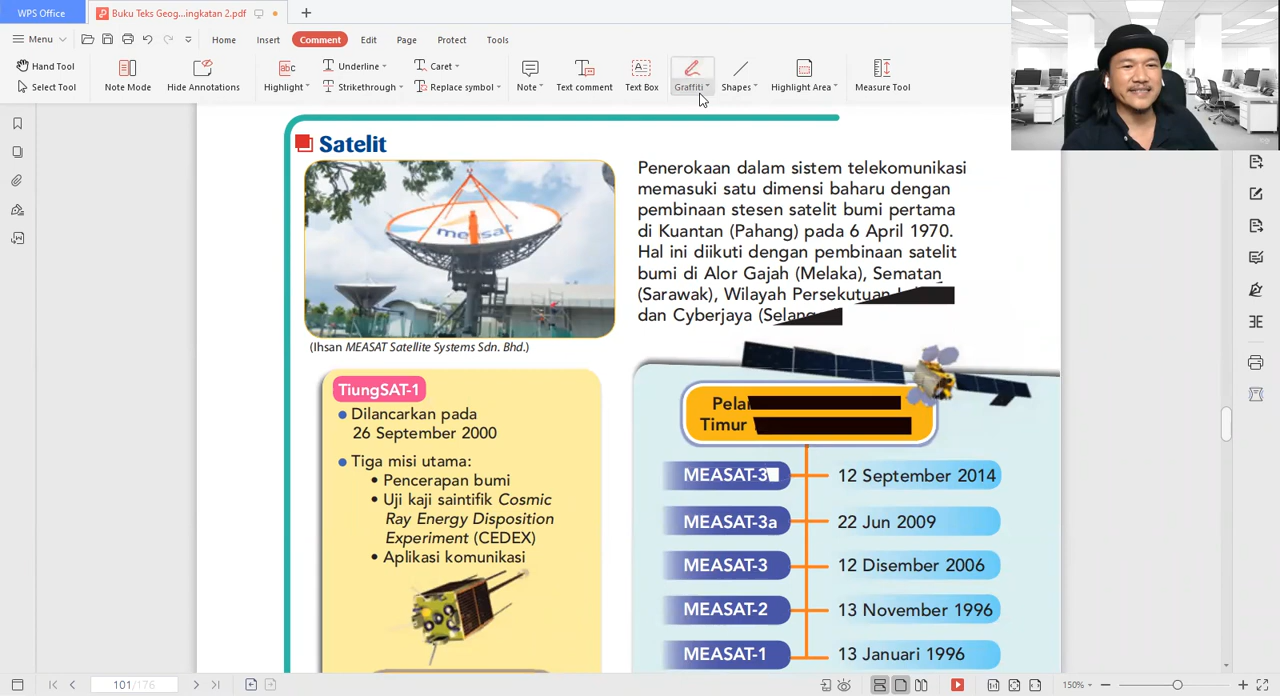 WPS Office
Buku Teks Geog...ingkatan 2.pdf
Menu
Home Insert Comment Edit Page Protect Tools
Hand Tool
Select Tool
Note Mode
Hide Annotations
Highlight
Underline
Strikethrough
Caret
Replace symbol
Note
Text comment
Text Box
Graffiti
Shapes
Highlight Area
Measure Tool
Satelit
measat
(Ihsan MEASAT Satellite Systems Sdn. Bhd.)
Penerokaan dalam sistem telekomunikasi
memasuki satu dimensi baharu dengan
pembinaan stesen satelit bumi pertama
di Kuantan (Pahang) pada 6 April 1970.
Hal ini diikuti dengan pembinaan satelit
bumi di Alor Gajah (Melaka), Sematan
(Sarawak), Wilayah Persekutuan
dan Cyberjaya
TiungSAT-1
Dilancarkan pada
26 September 2000
Tiga misi utama:
Pencerapan bumi
Uji kaji saintifik Cosmic
Ray Energy Disposition
Experiment (CEDEX)
Aplikasi komunikasi
Timur
MEASAT-3 12 September 2014
MEASAT-3a 22 Jun 2009
MEASAT-3 12 Disember 2006
MEASAT-2 13 November 1996
MEASAT-1 13 Januari 1996
101/176
150%